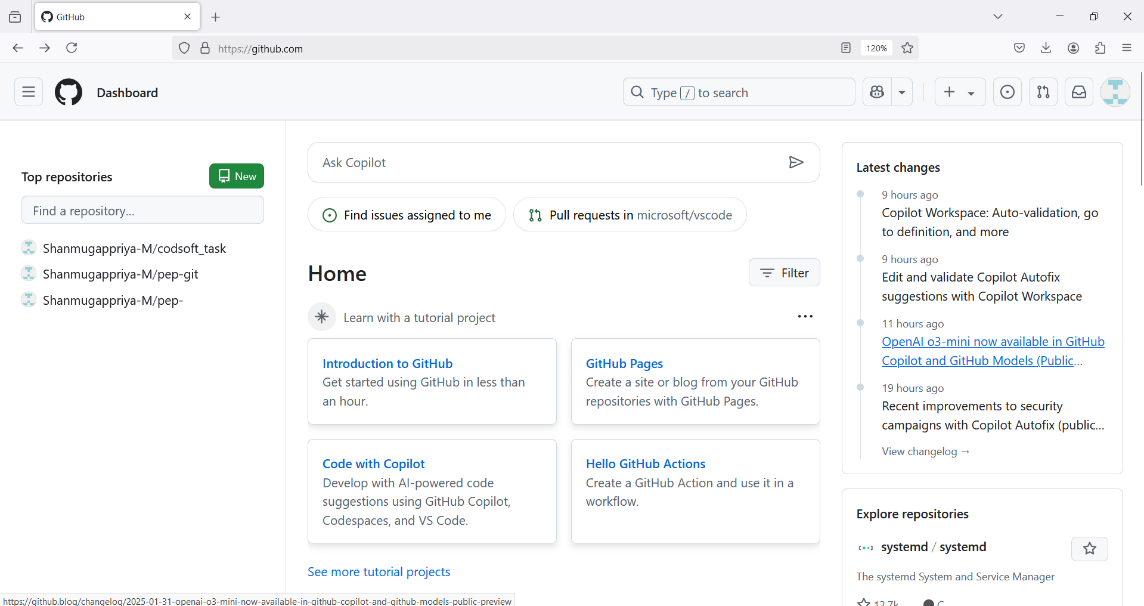 GitHub
https://github.com
120%
Dashboard
Type / to search
Top repositories
New
Find a repository...
Shanmugappriya-M/codsoft_task
Shanmugappriya-M/pep-git
Shanmugappriya-M/pep-
Ask Copilot
Find issues assigned to me
Pull requests in microsoft/vscode
Home
Filter
Learn with a tutorial project
Introduction to GitHub
Get started using GitHub in less than
an hour.
GitHub Pages
Create a site or blog from your GitHub
repositories with GitHub Pages.
Code with Copilot
Develop with AI-powered code
suggestions using GitHub Copilot,
Codespaces, and VS Code.
Hello GitHub Actions
Create a GitHub Action and use it in a
workflow.
See more tutorial projects
Latest changes
9 hours ago
Copilot Workspace: Auto-validation, go
to definition, and more
9 hours ago
Edit and validate Copilot Autofix
suggestions with Copilot Workspace
11 hours ago
OpenAI o3-mini now available in GitHub
Copilot and GitHub Models (Public...
19 hours ago
Recent improvements to security
campaigns with Copilot Autofix (public...
View changelog →
Explore repositories
systemd / systemd
The systemd System and Service Manager
13.7k
C
https://github.blog/changelog/2025-01-31-openai-o3-mini-now-available-in-github-copilot-and-github-models-public-preview